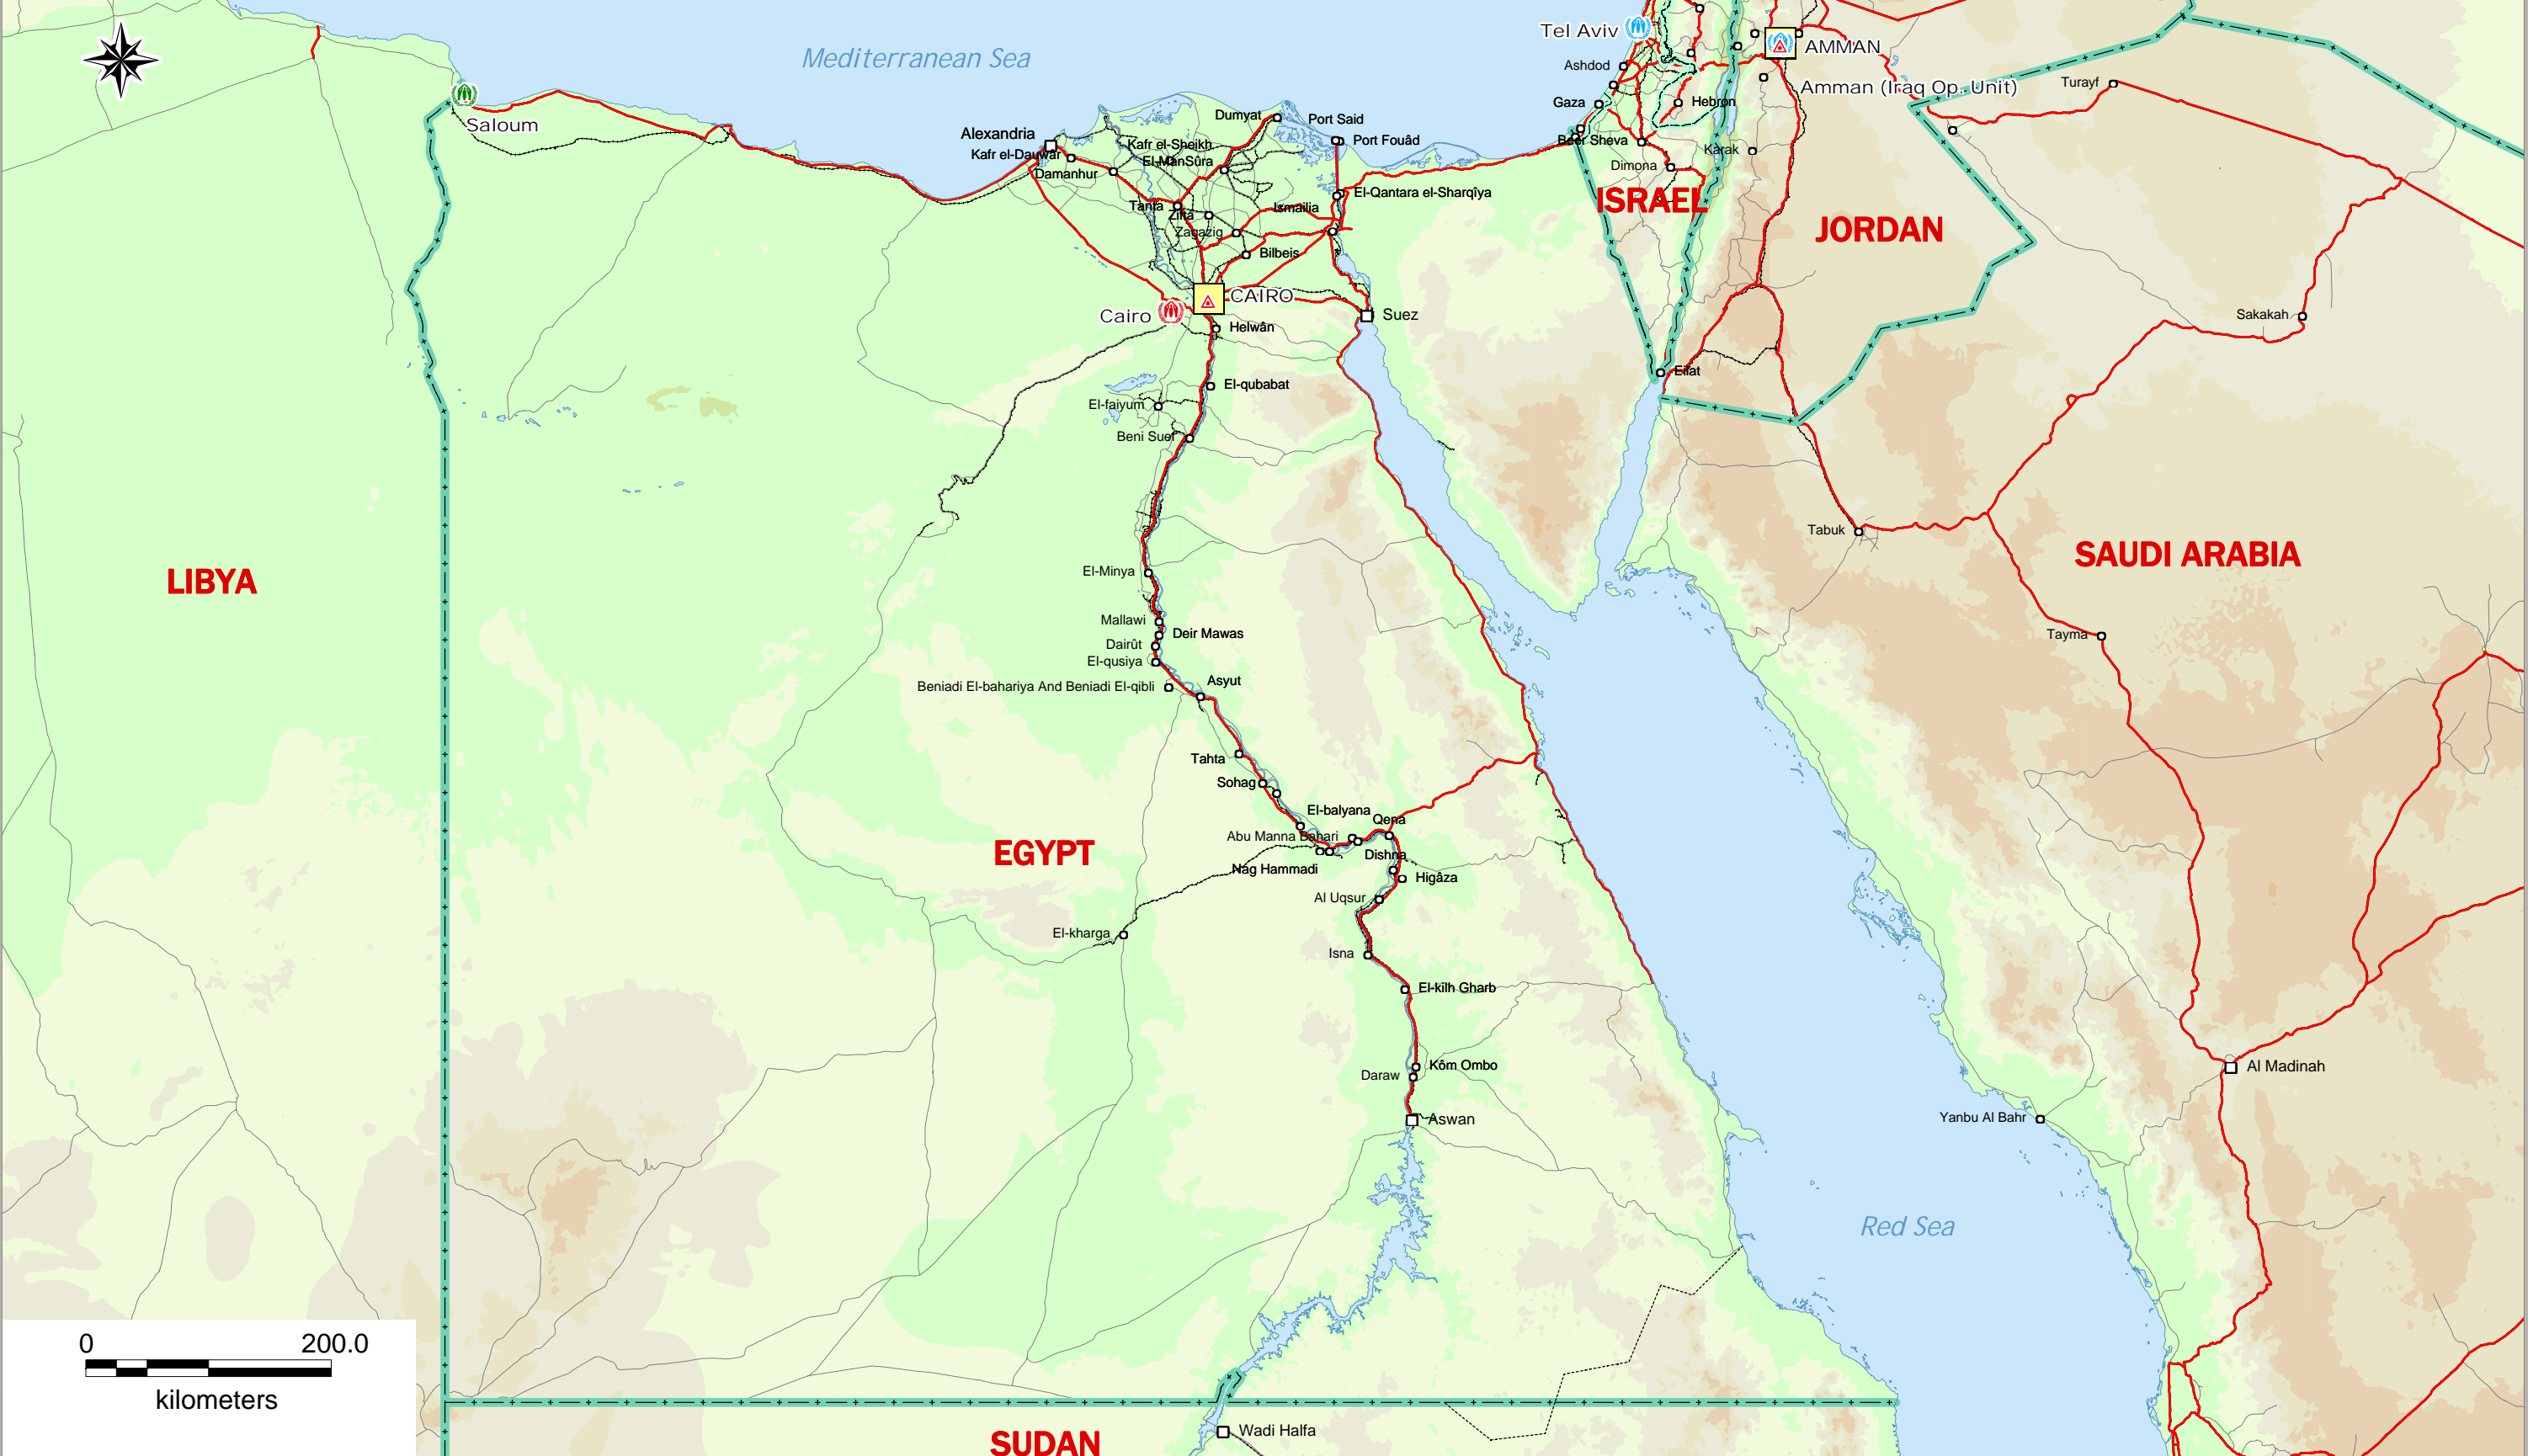 Mediterranean Sea
Tel Aviv
AMMAN
Ashdod
Amman (Iraq Op. Unit)
Turayf
Saloum
Gaza
Hebron
Dumyat
Port Said
Alexandria
Port Fouâd
Kafr el-Sheikh
Beer Sheva
Kafr el-Dauwâr
El-ManSûra
Karak
Damanhur
Dimona
El-Qantara el-Sharqîya
ISRAEL
Tanta
Zifta
Ismailia
JORDAN
Zagazig
Bilbeis
CAIRO
Cairo
Suez
Sakakah
Helwân
Eilat
El-qubabat
El-faiyum
Beni Suef
Tabuk
SAUDI ARABIA
LIBYA
El-Minya
Mallawi
Deir Mawas
Tayma
Dairût
El-qusiya
Asyut
Beniadi El-bahariya And Beniadi El-qibli
Tahta
Sohag
El-balyana
Qena
Abu Manna Bahari
EGYPT
Dishna
Nag Hammadi
Higâza
Al Uqsur
El-kharga
Isna
El-kilh Gharb
Kôm Ombo
Al Madinah
Daraw
Yanbu Al Bahr
Aswan
Red Sea
0 200.0
kilometers
Wadi Halfa
SUDAN